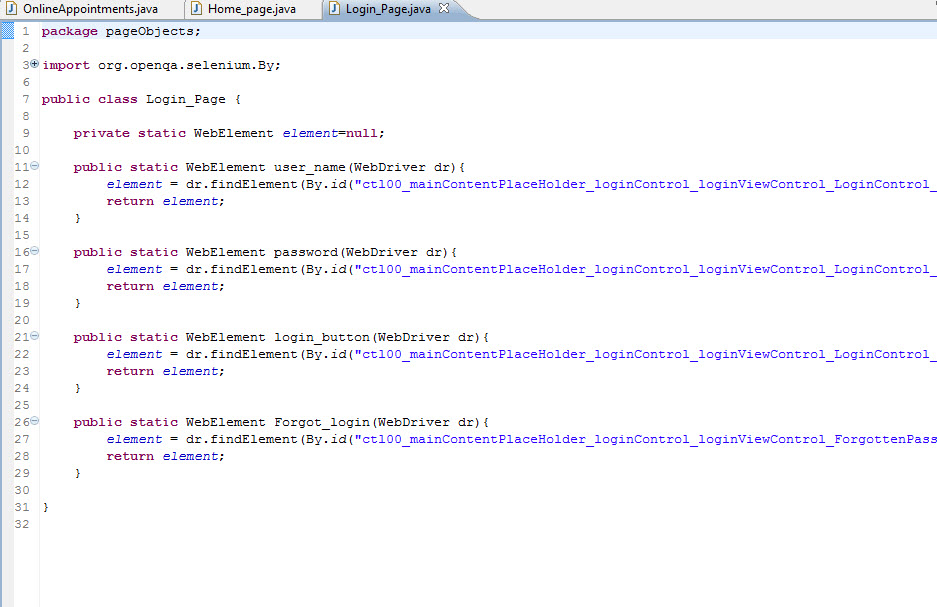 OnlineAppointments.java Home_page.java Login_Page.java
1 package pageObjects;
2
3 import org.openqa.selenium.By;
6
7 public class Login_Page {
8
9 private static WebElement element=null;
10
11 public static WebElement user_name(WebDriver dr){
12 element = dr.findElement(By.id("ctl00_mainContentPlaceHolder_loginControl_loginViewControl_LoginControl_
13 return element;
14 }
15
16 public static WebElement password(WebDriver dr){
17 element = dr.findElement(By.id("ctl00_mainContentPlaceHolder_loginControl_loginViewControl_LoginControl_
18 return element;
19 }
20
21 public static WebElement login_button(WebDriver dr){
22 element = dr.findElement(By.id("ctl00_mainContentPlaceHolder_loginControl_loginViewControl_LoginControl_
23 return element;
24 }
25
26 public static WebElement Forgot_login(WebDriver dr){
27 element = dr.findElement(By.id("ctl00_mainContentPlaceHolder_loginControl_loginViewControl_ForgottenPass
28 return element;
29 }
30
31 }
32